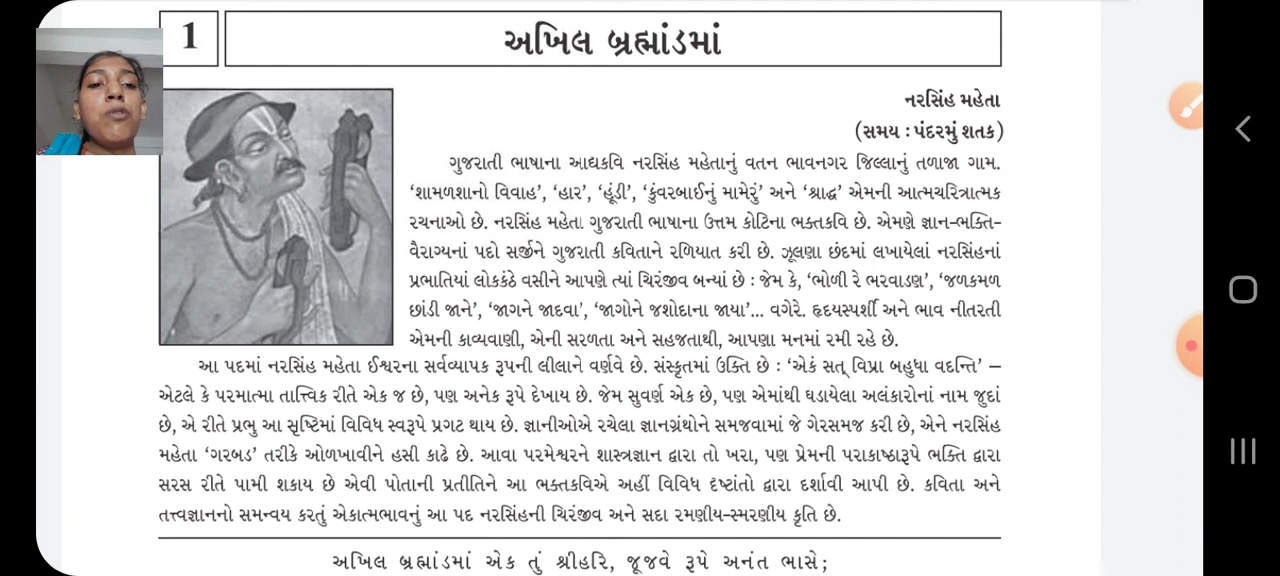 1
અખિલ બ્રહ્માંડમાં
નરસિંહ મહેતા
(સમય : પંદરમું શતક)
ગુજરાતી ભાષાના આદ્યકવિ નરસિંહ મહેતાનું વતન ભાવનગર જિલ્લાનું તળાજા ગામ.
'શામળશાનો વિવાહ', 'હાર', 'હૂંડી', 'કુંવરબાઈનું મામેરું' અને 'શ્રાદ્ધ' એમની આત્મચરિત્રાત્મક
રચનાઓ છે. નરસિંહ મહેતા ગુજરાતી ભાષાના ઉત્તમ કોટિના ભક્તકવિ છે. એમણે જ્ઞાન-ભક્તિ-
વૈરાગ્યનાં પદો સર્જીને ગુજરાતી કવિતાને રળિયાત કરી છે. ઝૂલણા છંદમાં લખાયેલાં નરસિંહનાં
પ્રભાતિયાં લોકકંઠે વસીને આપણે ત્યાં ચિરંજીવ બન્યાં છે : જેમ કે, 'ભોળી રે ભરવાડણ', 'જળકમળ
છાંડી જાને', 'જાગને જાદવા', 'જાગોને જશોદાના જાયા'... વગેરે. હૃદયસ્પર્શી અને ભાવ નીતરતી
એમની કાવ્યવાણી, એની સરળતા અને સહજતાથી, આપણા મનમાં રમી રહે છે.
આ પદમાં નરસિંહ મહેતા ઈશ્વરના સર્વવ્યાપક રૂપની લીલાને વર્ણવે છે. સંસ્કૃતમાં ઉક્તિ છે : 'એકં સત્ વિપ્રા બહુધા વદન્તિ' –
એટલે કે પરમાત્મા તાત્ત્વિક રીતે એક જ છે, પણ અનેક રૂપે દેખાય છે. જેમ સુવર્ણ એક છે, પણ એમાંથી ઘડાયેલા અલંકારોનાં નામ જુદાં
છે, એ રીતે પ્રભુ આ સૃષ્ટિમાં વિવિધ સ્વરૂપે પ્રગટ થાય છે. જ્ઞાનીઓએ રચેલા જ્ઞાનગ્રંથોને સમજવામાં જે ગેરસમજ કરી છે, એને નરસિંહ
મહેતા 'ગરબડ' તરીકે ઓળખાવીને હસી કાઢે છે. આવા પરમેશ્વરને શાસ્ત્રજ્ઞાન દ્વારા તો ખરા, પણ પ્રેમની પરાકાષ્ઠારૂપે ભક્તિ દ્વારા
સરસ રીતે પામી શકાય છે એવી પોતાની પ્રતીતિને આ ભક્તકવિએ અહીં વિવિધ દૃષ્ટાંતો દ્વારા દર્શાવી આપી છે. કવિતા અને
તત્ત્વજ્ઞાનનો સમન્વય કરતું એકાત્મભાવનું આ પદ નરસિંહની ચિરંજીવ અને સદા રમણીય-સ્મરણીય કૃતિ છે.
અખિલ બ્રહ્માંડમાં એક તું શ્રીહરિ, જૂજવે રૂપે અનંત ભાસે;